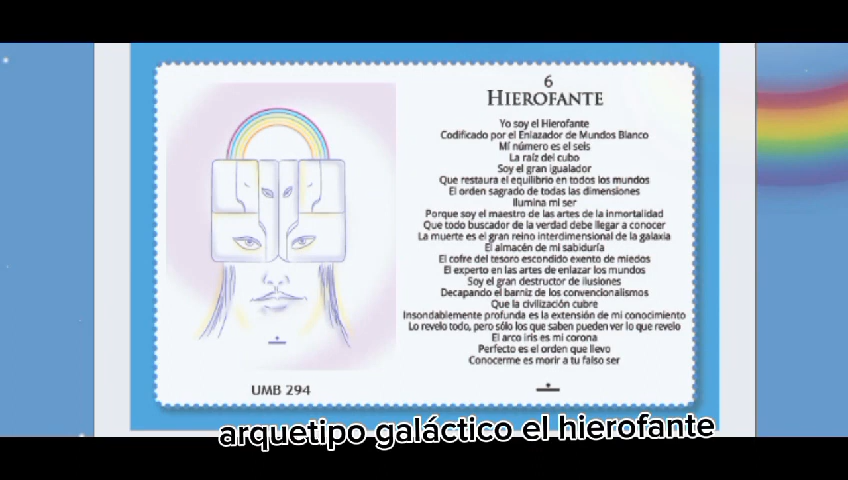 6
HIEROFANTE
Yo soy el Hierofante
Codificado por el Enlazador de Mundos Blanco
Mi número es el seis
La raíz del cubo
Soy el gran igualador
Que restaura el equilibrio en todos los mundos
El orden sagrado de todas las dimensiones
Ilumina mi ser
Porque soy el maestro de las artes de la inmortalidad
Que todo buscador de la verdad debe llegar a conocer
La muerte es el gran reino interdimensional de la galaxia
El almacén de mi sabiduría
El cofre del tesoro escondido exento de miedos
El experto en las artes de enlazar los mundos
Soy el gran destructor de ilusiones
Decapando el barniz de los convencionalismos
Que la civilización cubre
Insondablemente profunda es la extensión de mi conocimiento
Lo revelo todo, pero sólo los que saben pueden ver lo que revelo
El arco iris es mi corona
Perfecto es el orden que llevo
Conocerme es morir a tu falso ser
UMB 294
arquetipo galáctico el hierofante